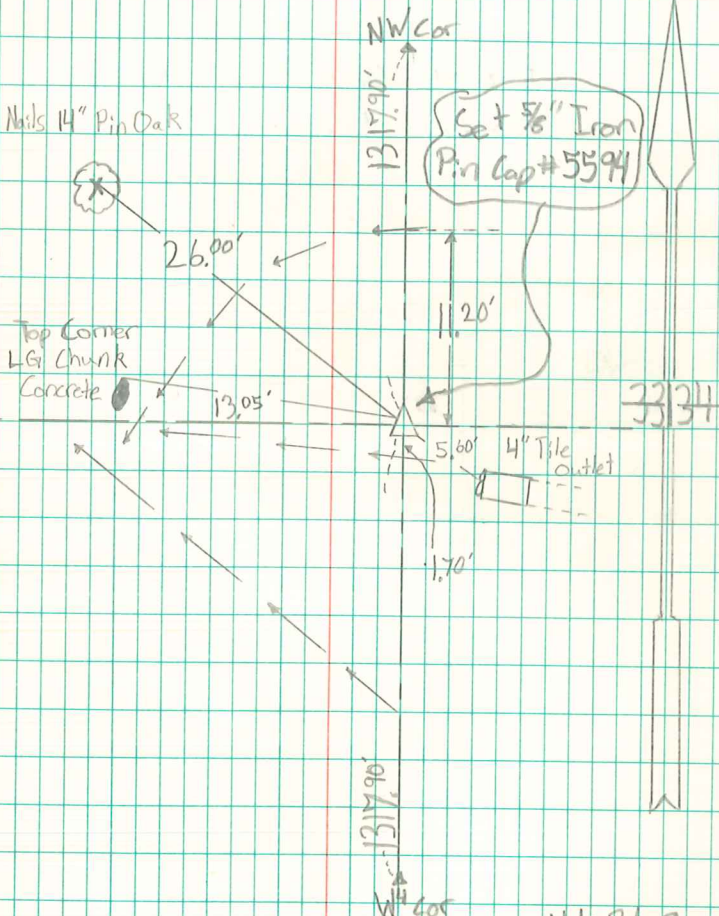 NW Cor
1317.90'
Set 5/8" Iron
Pin Cap #5594
Nails 14" Pin Oak
26.00'
11.20'
Top Corner
LG Chunk
Concrete
13.05'
33|34
5.60'
4" Tile
Outlet
1.70'
1317.90'
W¼ Cor